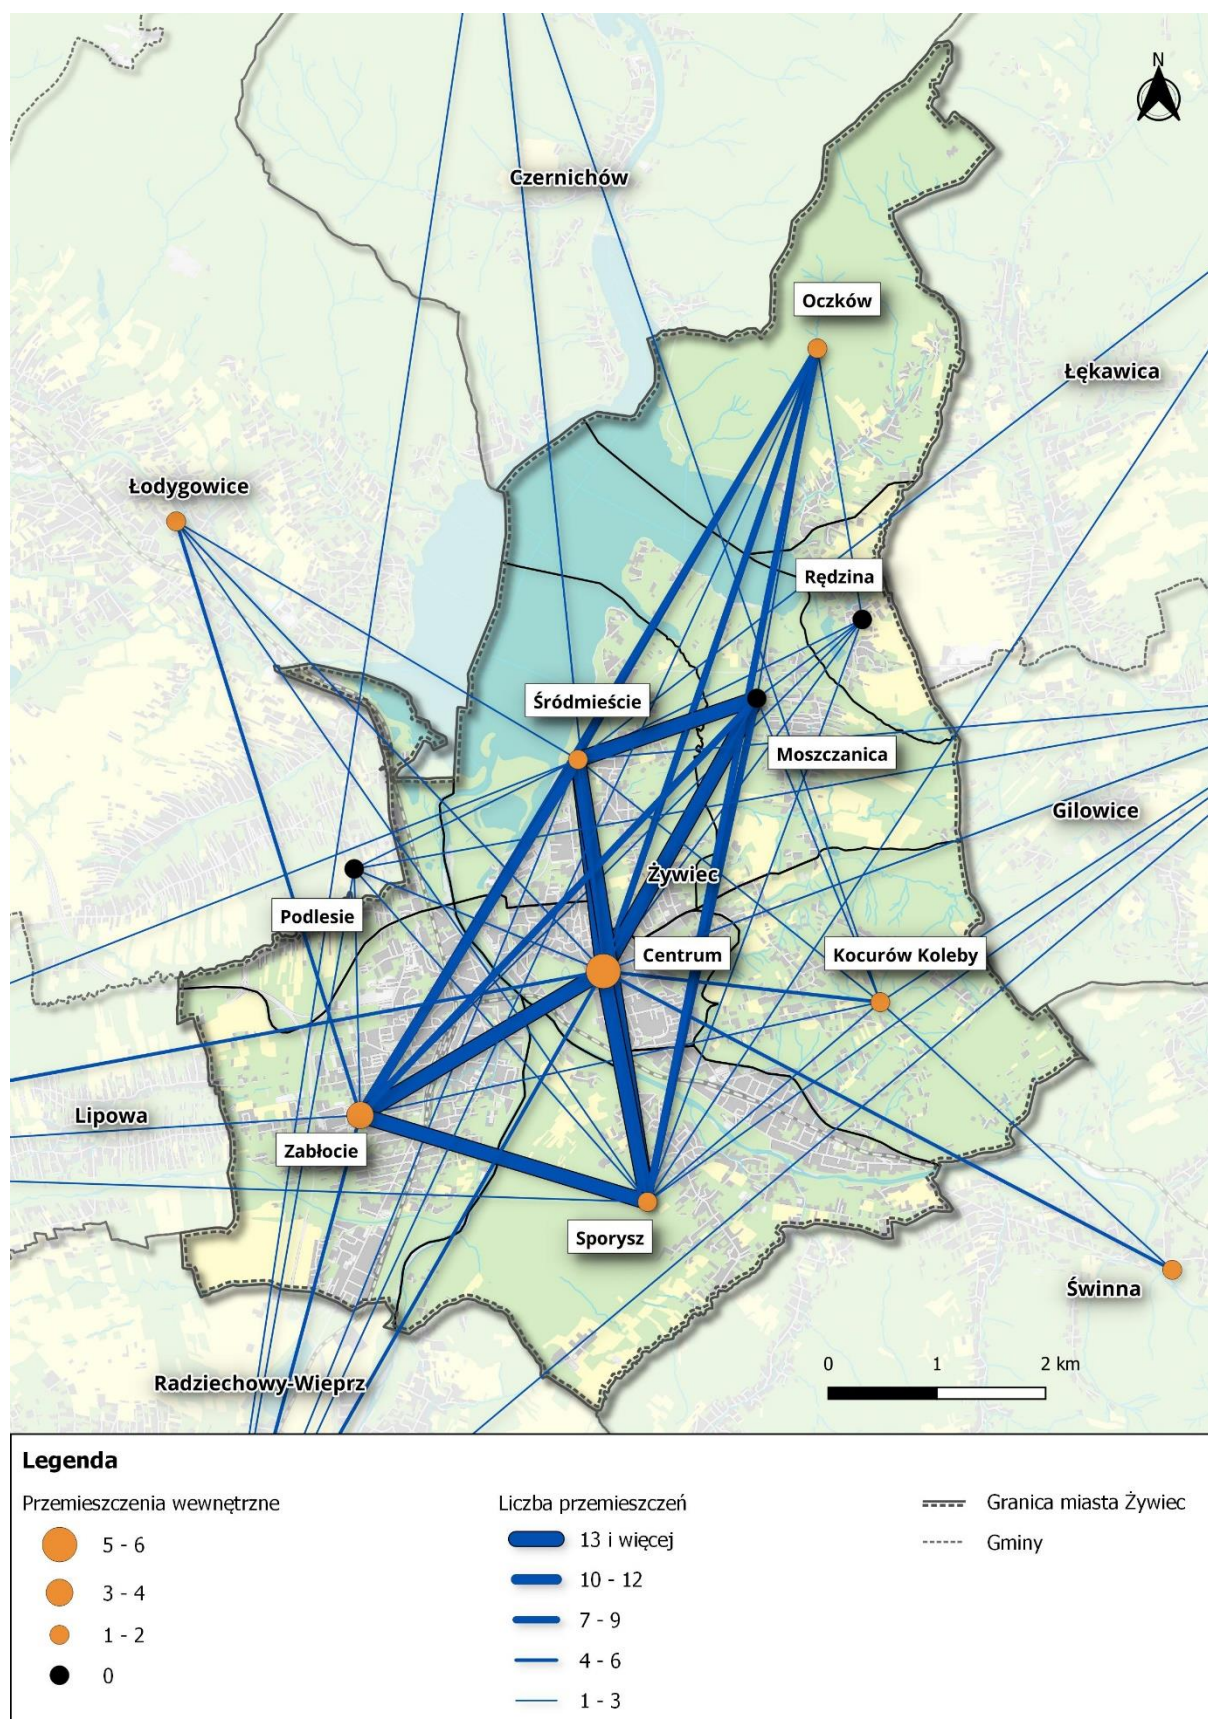 N
Czernichów
Oczków
Łękawica
Łodygowice
Rędzina
Śródmieście
Moszczanica
Gilowice
Żywiec
Podlesie
Centrum
Kocurów Koleby
Lipowa
Zabłocie
Sporysz
Świnna
Radziechowy-Wieprz
0 1 2 km
Legenda
Przemieszczenia wewnętrzne
5 - 6
3 - 4
1 - 2
0
Liczba przemieszczeń
13 i więcej
10 - 12
7 - 9
4 - 6
1 - 3
Granica miasta Żywiec
Gminy